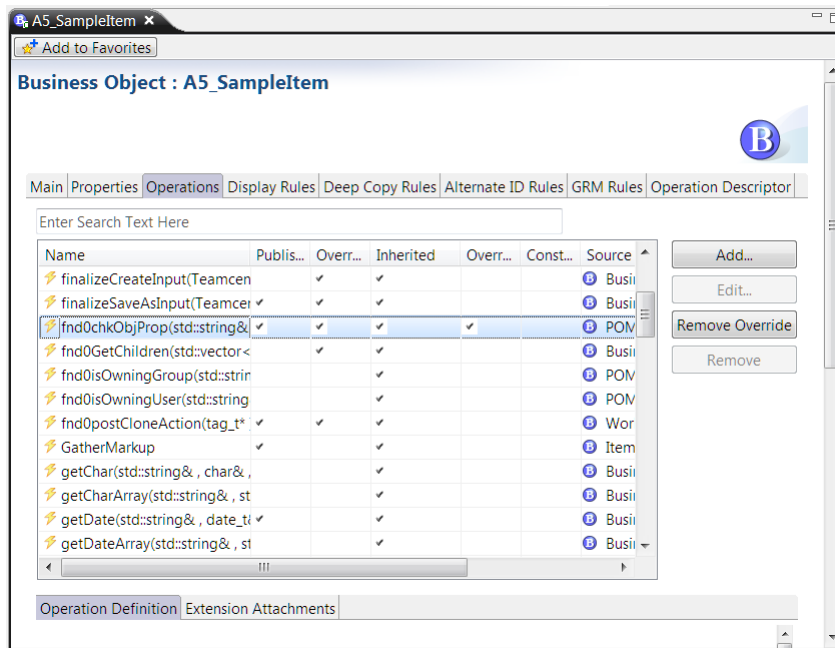 A5_SampleItem
Add to Favorites
Business Object : A5_SampleItem
B
Main Properties Operations Display Rules Deep Copy Rules Alternate ID Rules GRM Rules Operation Descriptor
Enter Search Text Here
Name Publis... Overr... Inherited Overr... Const... Source
Add...
finalizeCreateInput(Teamcen ✔ ✔ B Busi
Edit...
finalizeSaveAsInput(Teamcen ✔ ✔ ✔ B Busi
fnd0chkObjProp(std::string& ✔ ✔ ✔ ✔ B POM
Remove Override
fnd0GetChildren(std::vector< ✔ ✔ B Busi
Remove
fnd0isOwningGroup(std::strin ✔ B POM
fnd0isOwningUser(std::string ✔ B POM
fnd0postCloneAction(tag_t* ✔ ✔ ✔ B Wor
GatherMarkup ✔ ✔ B Item
getChar(std::string& , char& , ✔ B Busi
getCharArray(std::string& , st ✔ B Busi
getDate(std::string& , date_t& ✔ ✔ B Busi
getDateArray(std::string& , st ✔ B Busi
Operation Definition Extension Attachments